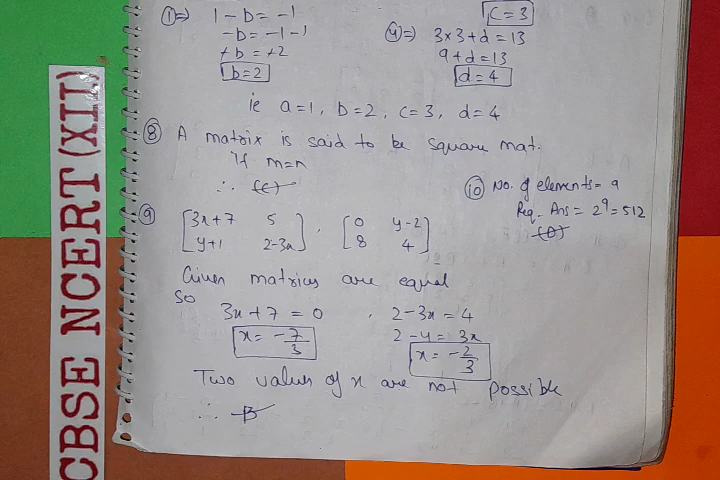 CBSE NCERT (XII)
①⇒) 1 - b = -1
-b = -1 - 1
+b = +2
b = 2
c = 3
④⇒) 3×3 + d = 13
9 + d = 13
d = 4
ie a=1, b=2, c=3, d=4
⑧ A matrix is said to be square mat.
if m=n
∴ (C)
⑨ [3x+7 5 , [0 y-2
y+1 2-3x] 8 4]
Given matrices are equal
So
3x + 7 = 0 , 2 - 3x = 4
x = -7/3
2 - 4 = 3x
x = -2/3
Two values of x are not possible
∴ B
⑩ No. of elements = 9
Req. Ans = 2⁹ = 512
(D)